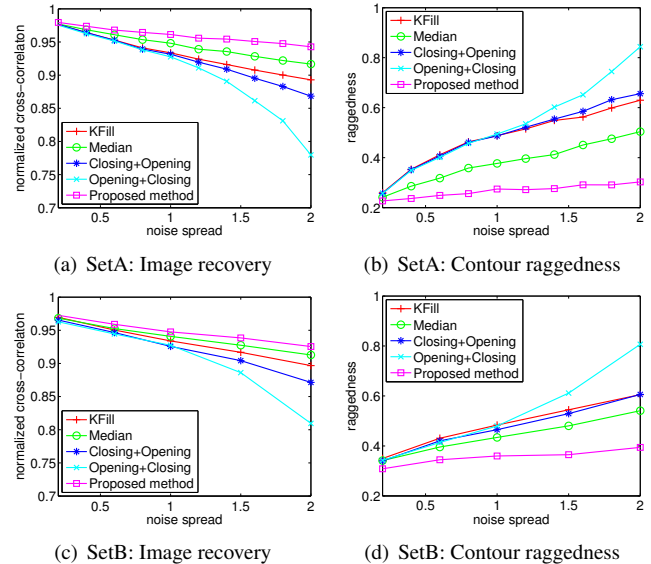 1
0.95
0.9
0.85
0.8
0.75
0.7
normalized cross−correlaton
KFill
Median
Closing+Opening
Opening+Closing
Proposed method
0.5
1
1.5
2
noise spread
(a) SetA: Image recovery
1
0.8
0.6
0.4
0.2
raggedness
KFill
Median
Closing+Opening
Opening+Closing
Proposed method
0.5
1
1.5
2
noise spread
(b) SetA: Contour raggedness
1
0.95
0.9
0.85
0.8
0.75
0.7
normalized cross−correlaton
KFill
Median
Closing+Opening
Opening+Closing
Proposed method
0.5
1
1.5
2
noise spread
(c) SetB: Image recovery
1
0.8
0.6
0.4
0.2
raggedness
KFill
Median
Closing+Opening
Opening+Closing
Proposed method
0.5
1
1.5
2
noise spread
(d) SetB: Contour raggedness